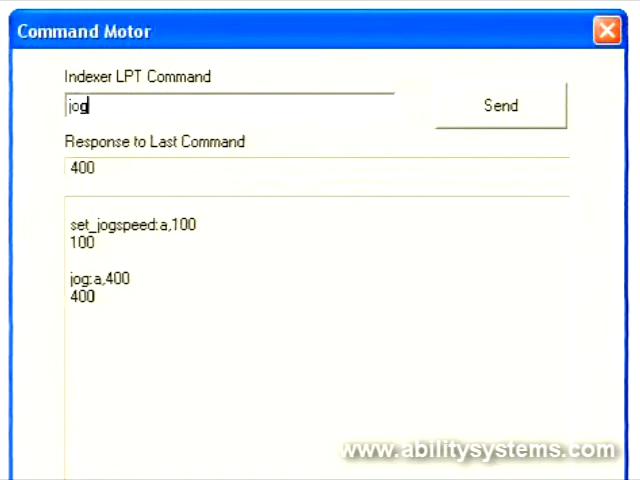 Command Motor
Indexer LPT Command
jog
Send
Response to Last Command
400
set_jogspeed:a,100
100
jog:a,400
400
www.abilitysystems.com